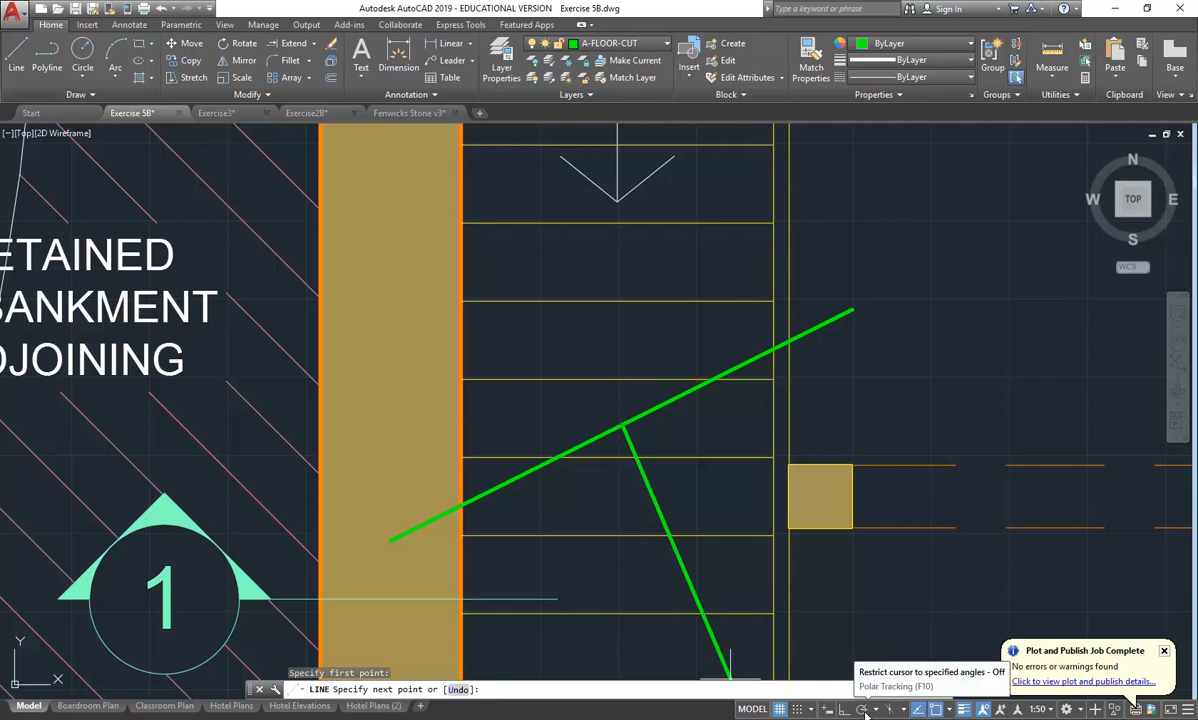 Autodesk AutoCAD 2019 - EDUCATIONAL VERSION Exercise 5B.dwg
Type a keyword or phrase
Sign In
Home Insert Annotate Parametric View Manage Output Add-ins Collaborate Express Tools Featured Apps
Line Polyline Circle Arc
Move Rotate Extend
Copy Mirror Fillet
Stretch Scale Array
Text Dimension
Linear
Leader
Table
Layer Properties
A-FLOOR-CUT
Make Current
Match Layer
Insert
Create
Edit
Edit Attributes
Match Properties
ByLayer
ByLayer
ByLayer
Group
Measure
Paste
Base
Draw Modify Annotation Layers Block Properties Groups Utilities Clipboard View
Start Exercise 5B* Exercise3* Exercise2B* Fenwicks Stone v3*
[−][Top][2D Wireframe]
N
W TOP E
S
WCS
ETAINED
BANKMENT
DJOINING
1
Y
X
Specify first point:
LINE Specify next point or [Undo]:
Plot and Publish Job Complete
No errors or warnings found
Click to view plot and publish details...
Restrict cursor to specified angles - Off
Polar Tracking (F10)
Model Boardroom Plan Classroom Plan Hotel Plans Hotel Elevations Hotel Plans (2)
MODEL
1:50